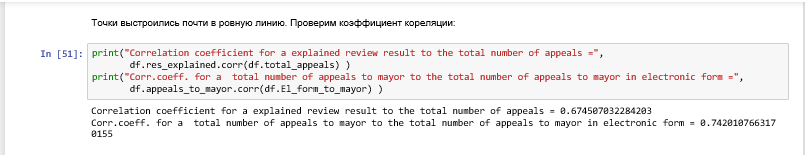 Точки выстроились почти в ровную линию. Проверим коэффициент кореляции:
In [51]: print("Correlation coefficient for a explained review result to the total number of appeals =",
df.res_explained.corr(df.total_appeals) )
print("Corr.coeff. for a  total number of appeals to mayor to the total number of appeals to mayor in electronic form =",
df.appeals_to_mayor.corr(df.El_form_to_mayor) )
Correlation coefficient for a explained review result to the total number of appeals = 0.674507032284203
Corr.coeff. for a  total number of appeals to mayor to the total number of appeals to mayor in electronic form = 0.742010766317
0155